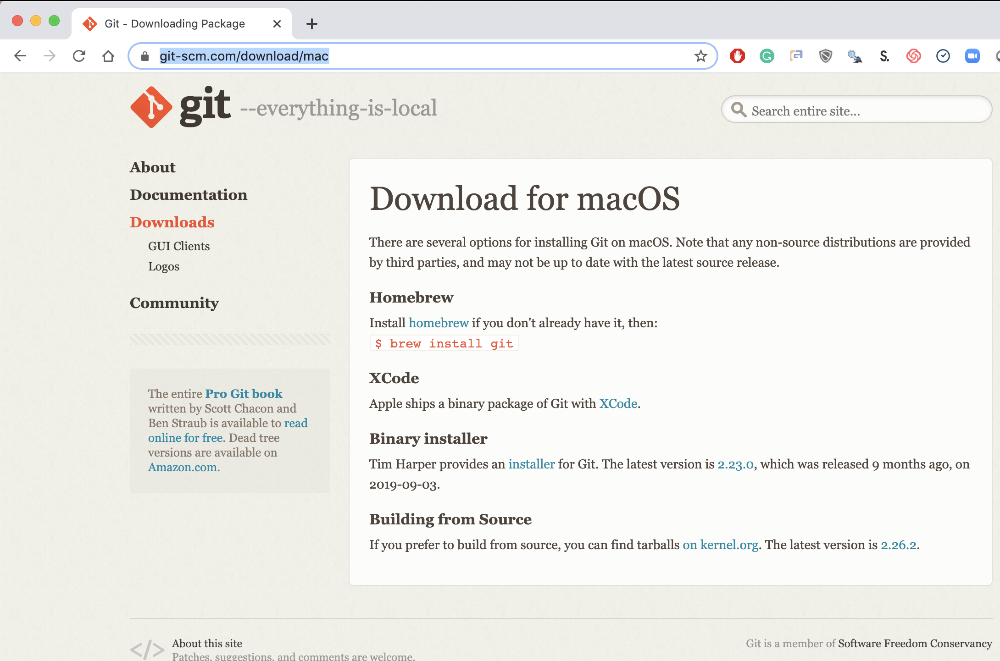 Git - Downloading Package
git-scm.com/download/mac
git --everything-is-local
Search entire site...
About
Documentation
Downloads
GUI Clients
Logos
Community
The entire Pro Git book
written by Scott Chacon and
Ben Straub is available to read
online for free. Dead tree
versions are available on
Amazon.com.
Download for macOS
There are several options for installing Git on macOS. Note that any non-source distributions are provided
by third parties, and may not be up to date with the latest source release.
Homebrew
Install homebrew if you don't already have it, then:
$ brew install git
XCode
Apple ships a binary package of Git with XCode.
Binary installer
Tim Harper provides an installer for Git. The latest version is 2.23.0, which was released 9 months ago, on
2019-09-03.
Building from Source
If you prefer to build from source, you can find tarballs on kernel.org. The latest version is 2.26.2.
About this site
Patches, suggestions, and comments are welcome.
Git is a member of Software Freedom Conservancy